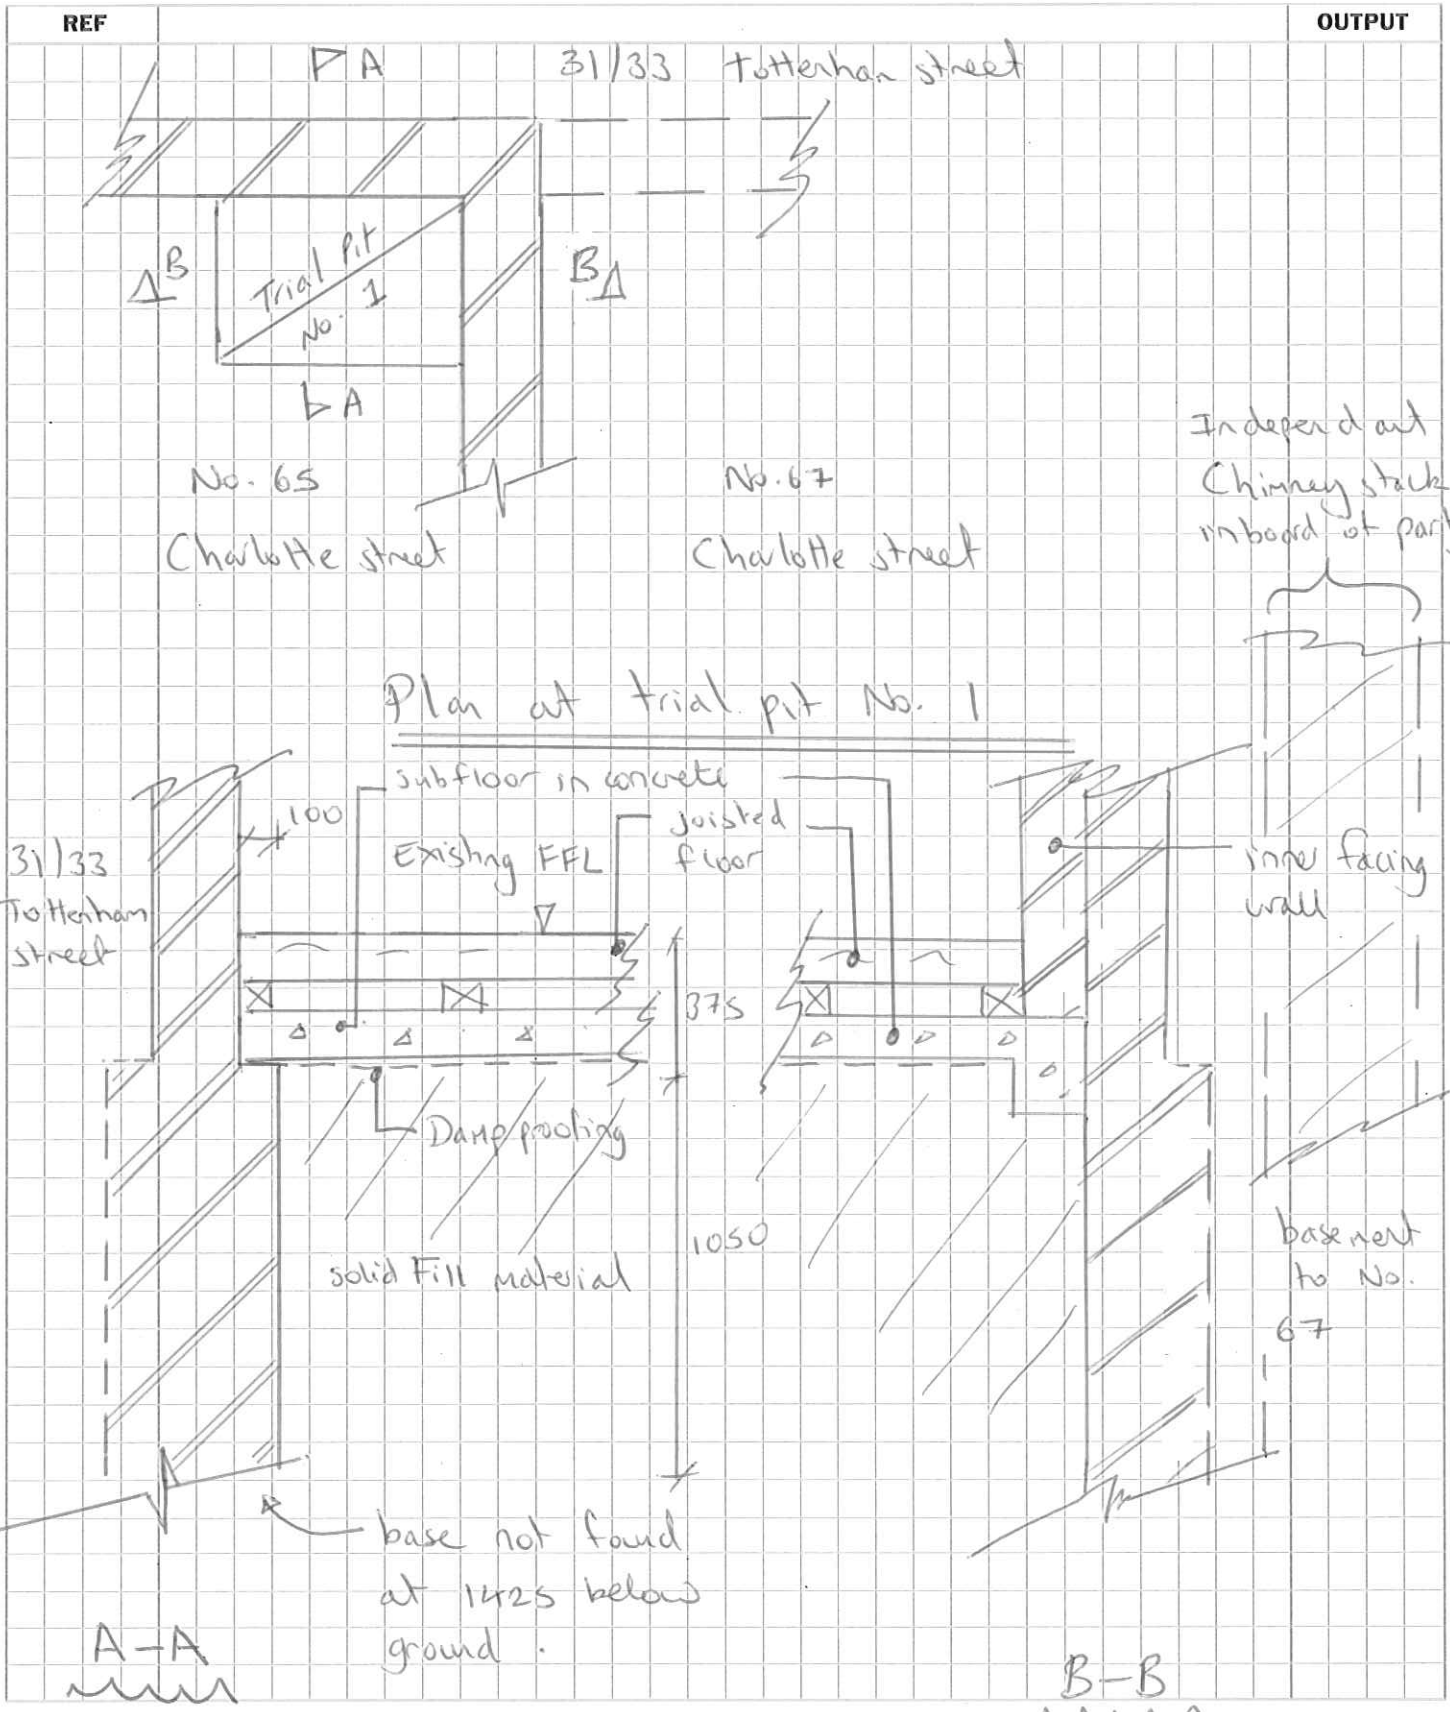 REF
OUTPUT
A
31/33 Tottenham street
B
B
Trial Pit
No. 1
A
No. 65
Charlotte street
No. 67
Charlotte street
Independant
Chimney stack
inboard of
Plan at trial pit No. 1
subfloor in concrete
100
joisted
floor
Existing FFL
31/33
Tottenham
street
inner facing
wall
375
Damp proofing
1050
solid Fill material
basement
to No.
67
base not found
at 1425 below
ground.
A-A
B-B